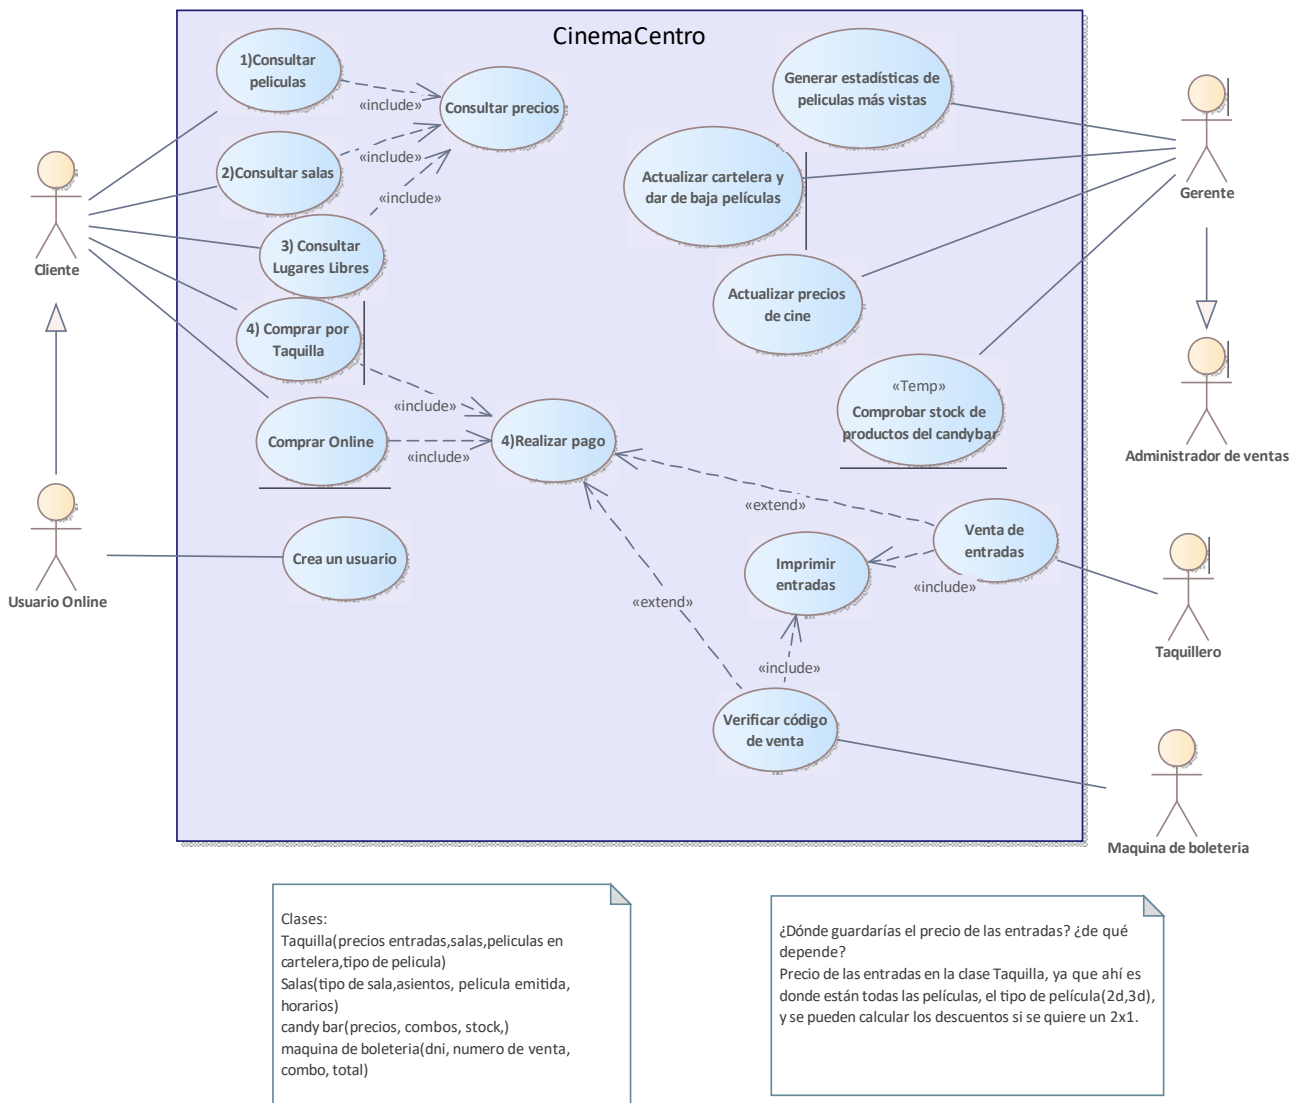 CinemaCentro
1)Consultar
peliculas
«include»
Consultar precios
Generar estadísticas de
peliculas más vistas
2)Consultar salas
«include»
Actualizar cartelera y
dar de baja películas
Gerente
Cliente
3) Consultar
Lugares Libres
«include»
Actualizar precios
de cine
4) Comprar por
Taquilla
«include»
«Temp»
Comprobar stock de
productos del candybar
Comprar Online
«include»
4)Realizar pago
Administrador de ventas
«extend»
Venta de
entradas
Crea un usuario
Imprimir
entradas
«include»
Usuario Online
«extend»
Taquillero
«include»
Verificar código
de venta
Maquina de boleteria
Clases:
Taquilla(precios entradas,salas,peliculas en
cartelera,tipo de pelicula)
Salas(tipo de sala,asientos, pelicula emitida,
horarios)
candy bar(precios, combos, stock,)
maquina de boleteria(dni, numero de venta,
combo, total)
¿Dónde guardarías el precio de las entradas? ¿de qué
depende?
Precio de las entradas en la clase Taquilla, ya que ahí es
donde están todas las películas, el tipo de película(2d,3d),
y se pueden calcular los descuentos si se quiere un 2x1.